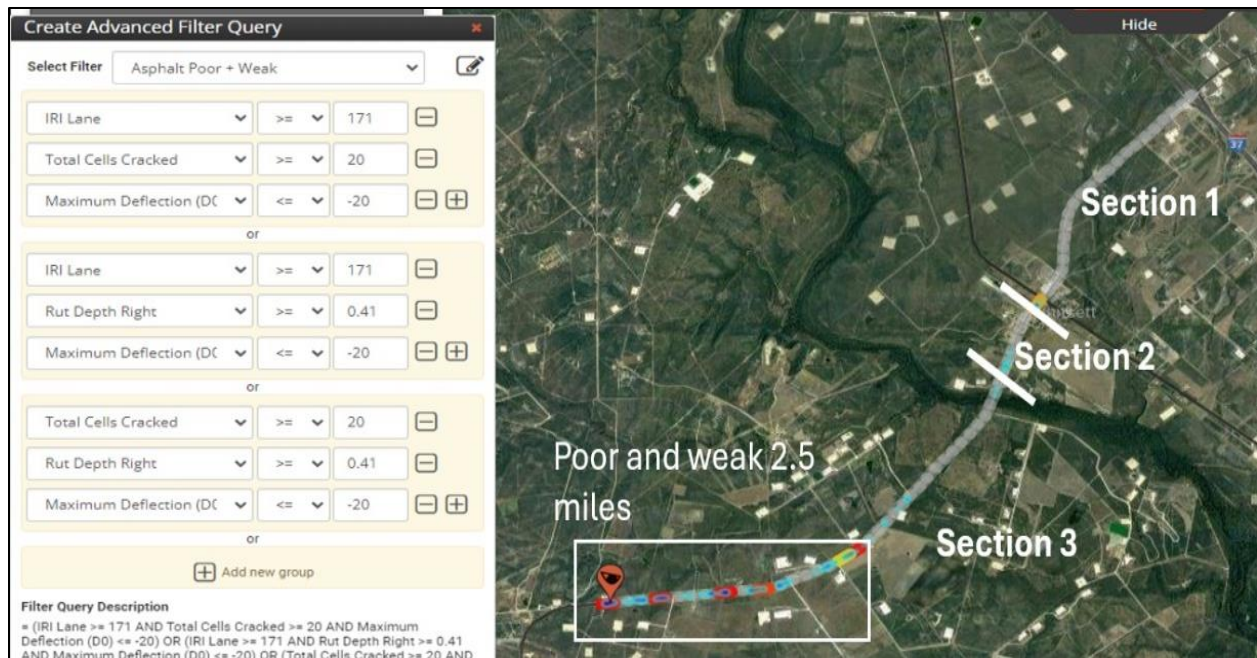 Create Advanced Filter Query
Select Filter Asphalt Poor + Weak
IRI Lane >= 171
Total Cells Cracked >= 20
Maximum Deflection (D( <= -20
or
IRI Lane >= 171
Rut Depth Right >= 0.41
Maximum Deflection (D( <= -20
or
Total Cells Cracked >= 20
Rut Depth Right >= 0.41
Maximum Deflection (D( <= -20
or
Add new group
Filter Query Description
= (IRI Lane >= 171 AND Total Cells Cracked >= 20 AND Maximum
Deflection (D0) <= -20) OR (IRI Lane >= 171 AND Rut Depth Right >= 0.41
AND Maximum Deflection (D0) <= -20) OR (Total Cells Cracked >= 20 AND
Hide
37
Section 1
Section 2
Poor and weak 2.5
miles
Section 3